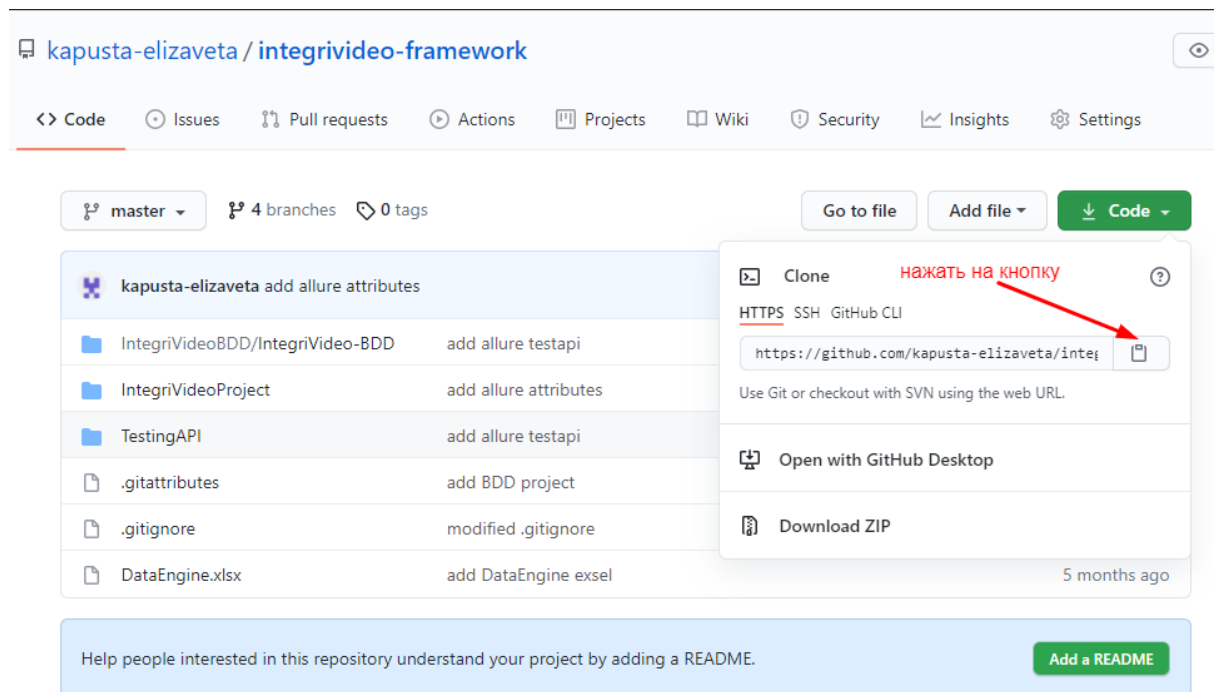 kapusta-elizaveta / integrivideo-framework
<> Code Issues Pull requests Actions Projects Wiki Security Insights Settings
master 4 branches 0 tags Go to file Add file Code
kapusta-elizaveta add allure attributes
Clone нажать на кнопку
HTTPS SSH GitHub CLI
IntegriVideoBDD/IntegriVideo-BDD add allure testapi
https://github.com/kapusta-elizaveta/integ
IntegriVideoProject add allure attributes
Use Git or checkout with SVN using the web URL.
TestingAPI add allure testapi
Open with GitHub Desktop
.gitattributes add BDD project
.gitignore modified .gitignore
Download ZIP
DataEngine.xlsx add DataEngine exsel 5 months ago
Help people interested in this repository understand your project by adding a README. Add a README